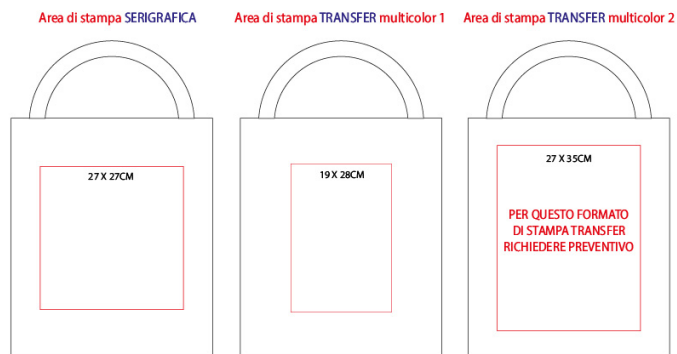 Area di stampa SERIGRAFICA
Area di stampa TRANSFER multicolor 1
Area di stampa TRANSFER multicolor 2
27 X 27CM
19 X 28CM
27 X 35CM
PER QUESTO FORMATO
DI STAMPA TRANSFER
RICHIEDERE PREVENTIVO